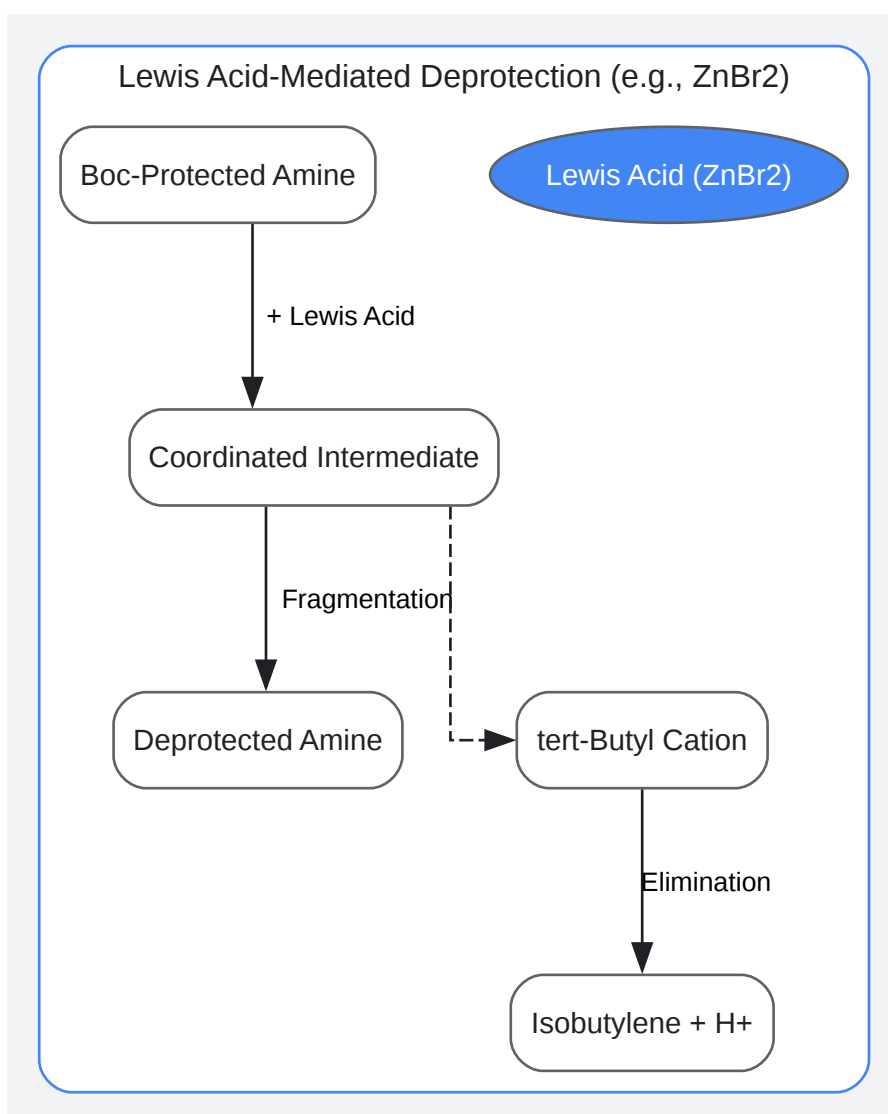 Lewis Acid-Mediated Deprotection (e.g., ZnBr2)
Boc-Protected Amine
Lewis Acid (ZnBr2)
+ Lewis Acid
Coordinated Intermediate
Fragmentation
Deprotected Amine
tert-Butyl Cation
Elimination
Isobutylene + H+